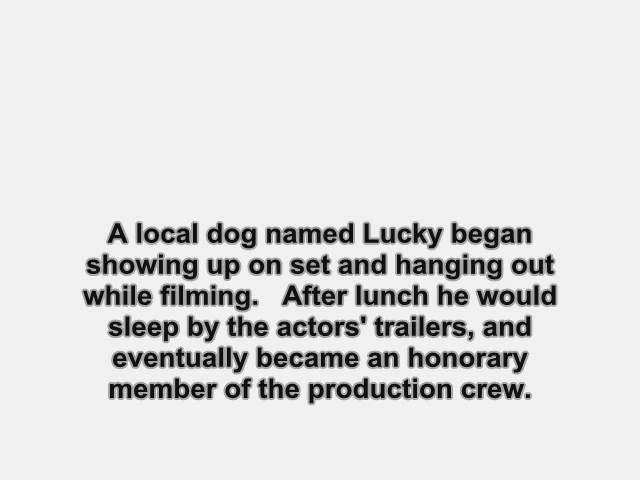 A local dog named Lucky began
showing up on set and hanging out
while filming.   After lunch he would
sleep by the actors' trailers, and
eventually became an honorary
member of the production crew.